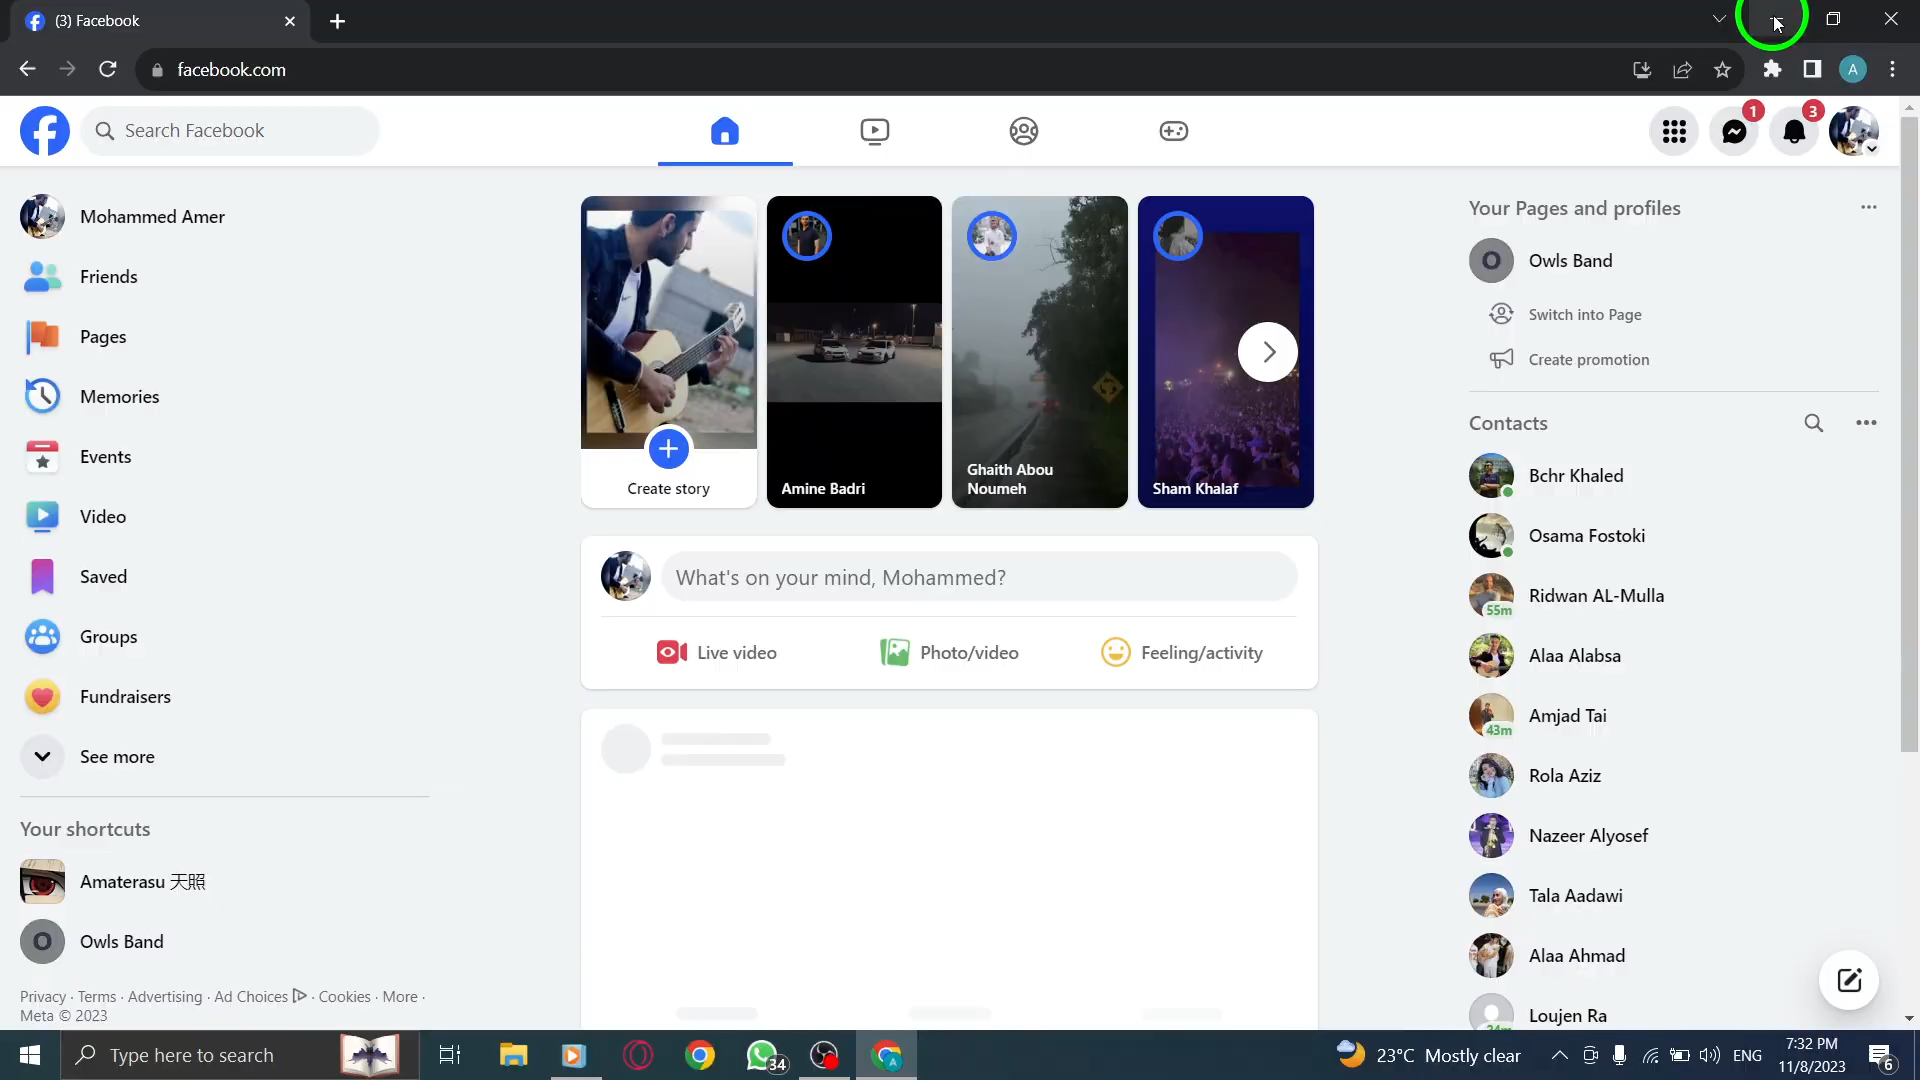 (3) Facebook
facebook.com
A
Search Facebook
1
3
Mohammed Amer
Friends
Pages
Memories
Events
Video
Saved
Groups
Fundraisers
See more
Your shortcuts
Amaterasu 天照
O
Owls Band
Privacy · Terms · Advertising · Ad Choices · Cookies · More ·
Meta © 2023
Create story
Amine Badri
Ghaith Abou
Noumeh
Sham Khalaf
What's on your mind, Mohammed?
Live video
Photo/video
Feeling/activity
Your Pages and profiles
O
Owls Band
Switch into Page
Create promotion
Contacts
Bchr Khaled
Osama Fostoki
Ridwan AL-Mulla
55m
Alaa Alabsa
Amjad Tai
43m
Rola Aziz
Nazeer Alyosef
Tala Aadawi
Alaa Ahmad
Loujen Ra
Type here to search
34
A
23°C Mostly clear
ENG
7:32 PM
11/8/2023
6